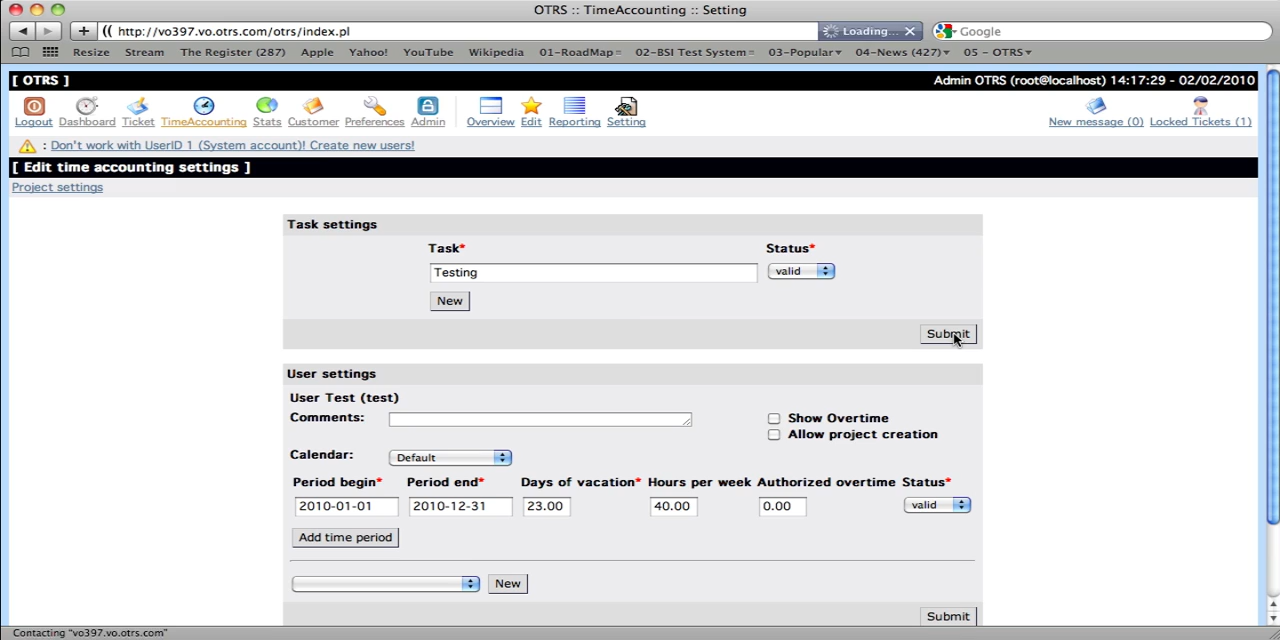 OTRS :: TimeAccounting :: Setting
http://vo397.vo.otrs.com/otrs/index.pl
Loading...
Google
Resize Stream The Register (287) Apple Yahoo! YouTube Wikipedia 01-RoadMap 02-BSI Test System 03-Popular 04-News (427) 05 - OTRS
[ OTRS ] Admin OTRS (root@localhost) 14:17:29 - 02/02/2010
Logout Dashboard Ticket TimeAccounting Stats Customer Preferences Admin Overview Edit Reporting Setting New message (0) Locked Tickets (1)
: Don't work with UserID 1 (System account)! Create new users!
[ Edit time accounting settings ]
Project settings
Task settings
Task* Status*
Testing valid
New
Submit
User settings
User Test (test)
Comments: Show Overtime
Allow project creation
Calendar: Default
Period begin* Period end* Days of vacation* Hours per week Authorized overtime Status*
2010-01-01 2010-12-31 23.00 40.00 0.00 valid
Add time period
New
Submit
Contacting "vo397.vo.otrs.com"